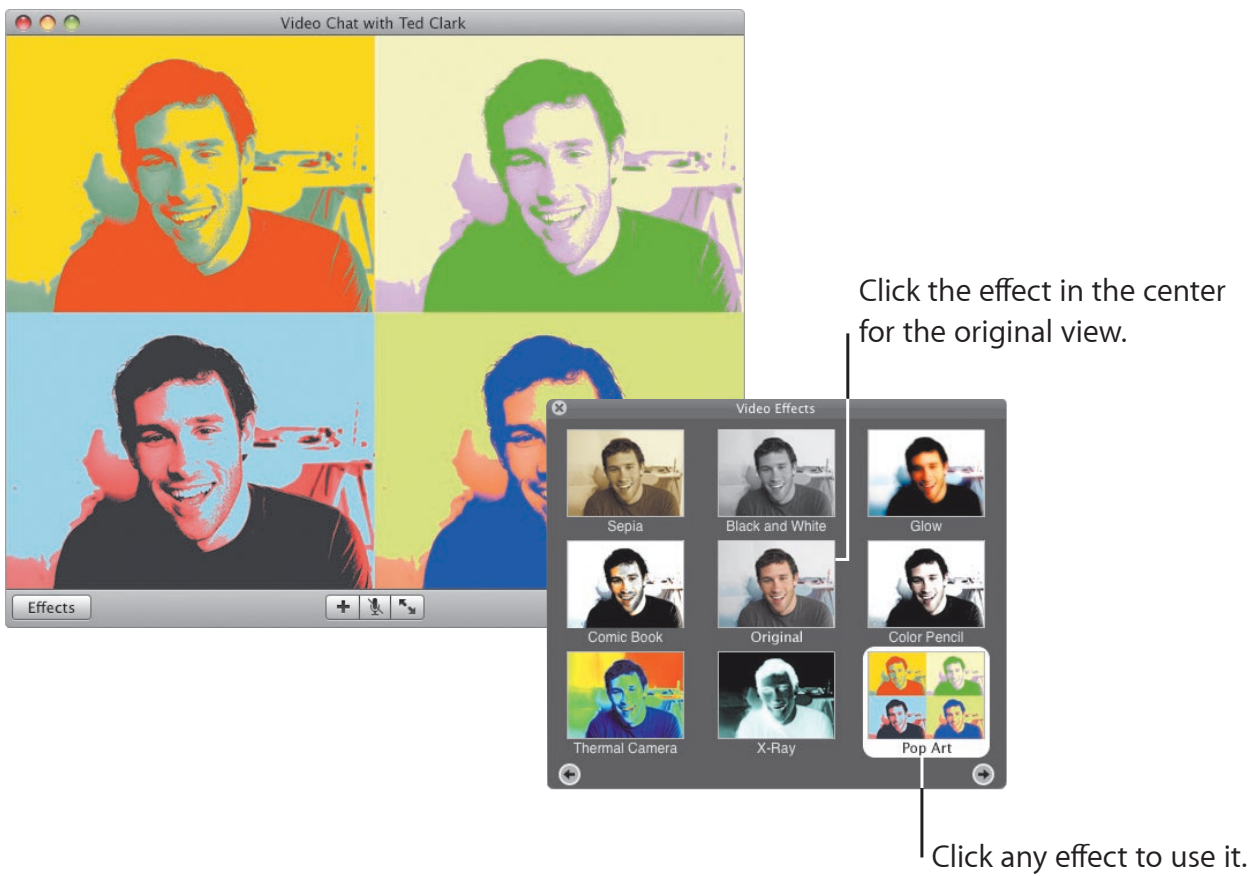 Video Chat with Ted Clark
Click the effect in the center
for the original view.
Video Effects
Sepia
Black and White
Glow
Comic Book
Original
Color Pencil
Thermal Camera
X-Ray
Pop Art
Effects
Click any effect to use it.